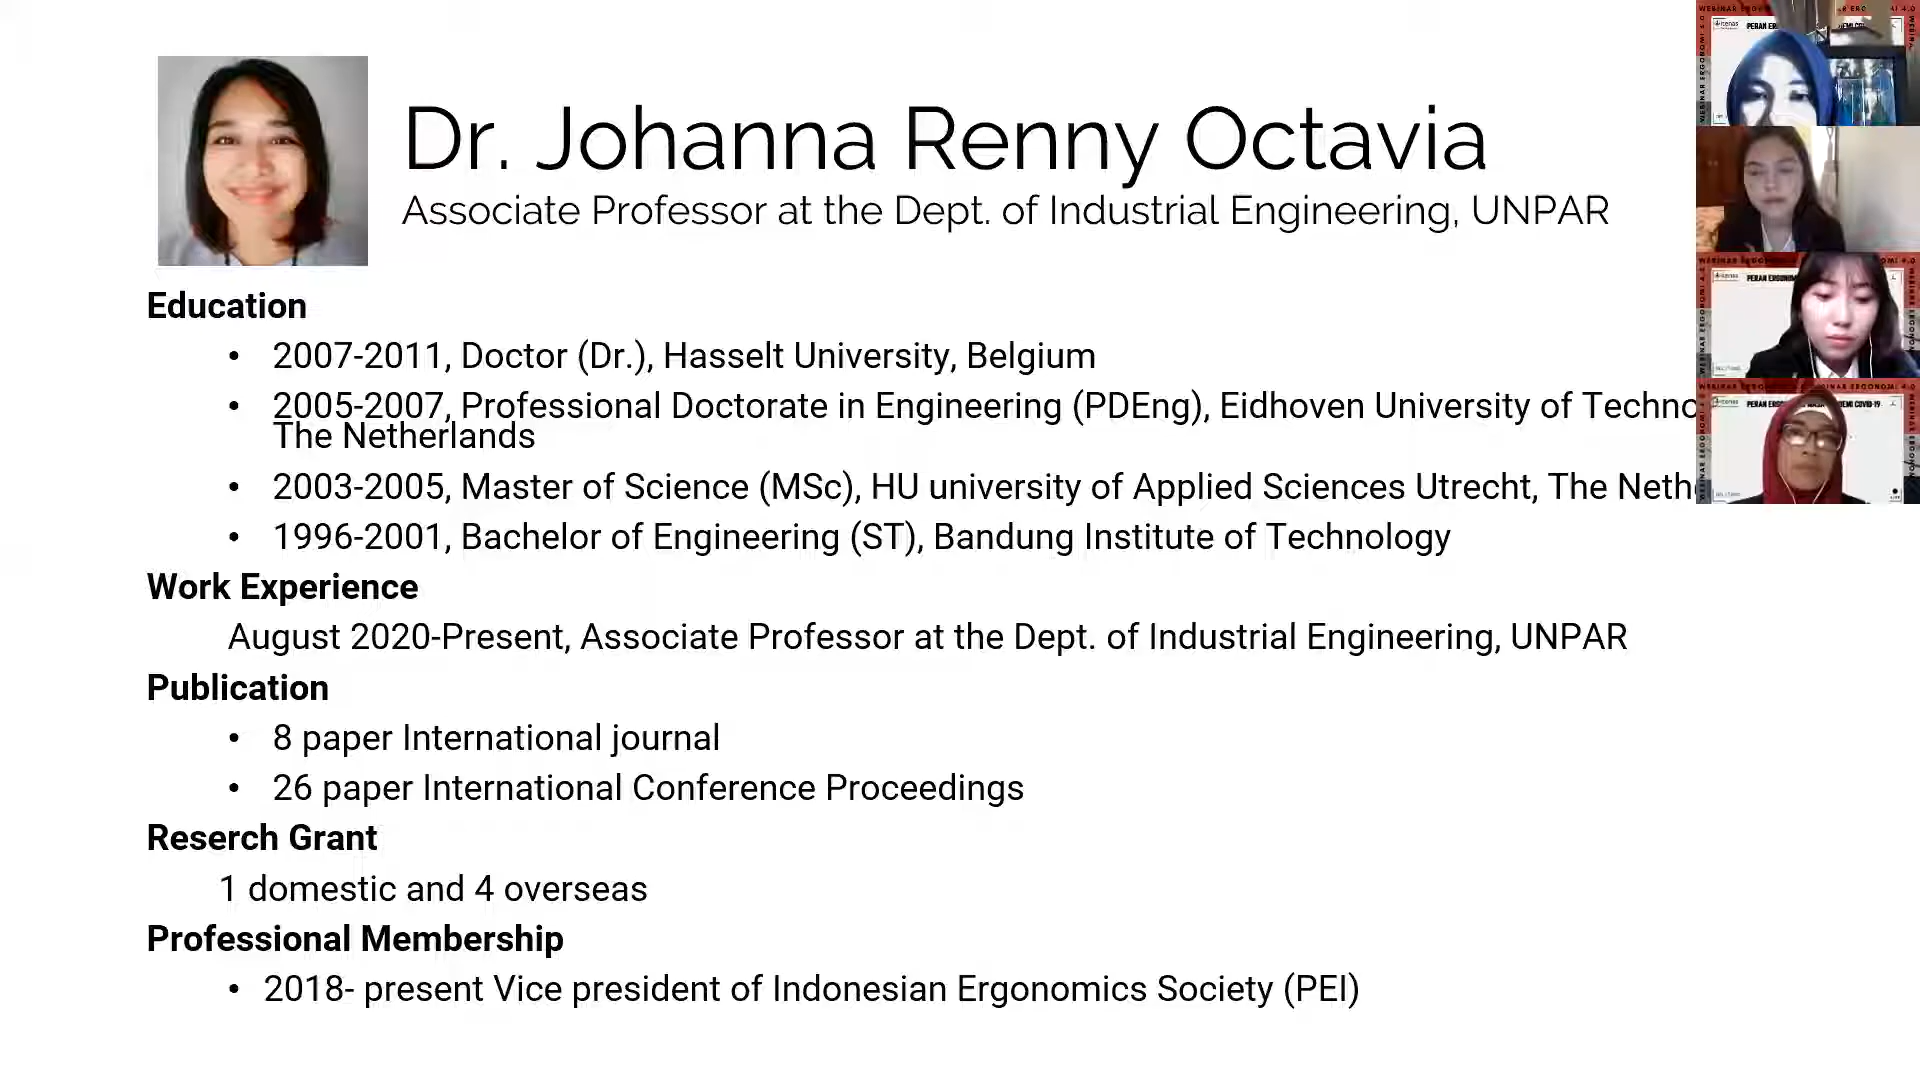 Dr. Johanna Renny Octavia
Associate Professor at the Dept. of Industrial Engineering, UNPAR
Education
• 2007-2011, Doctor (Dr.), Hasselt University, Belgium
• 2005-2007, Professional Doctorate in Engineering (PDEng), Eidhoven University of Techno
The Netherlands
• 2003-2005, Master of Science (MSc), HU university of Applied Sciences Utrecht, The Neth
• 1996-2001, Bachelor of Engineering (ST), Bandung Institute of Technology
Work Experience
August 2020-Present, Associate Professor at the Dept. of Industrial Engineering, UNPAR
Publication
• 8 paper International journal
• 26 paper International Conference Proceedings
Reserch Grant
1 domestic and 4 overseas
Professional Membership
• 2018- present Vice president of Indonesian Ergonomics Society (PEI)